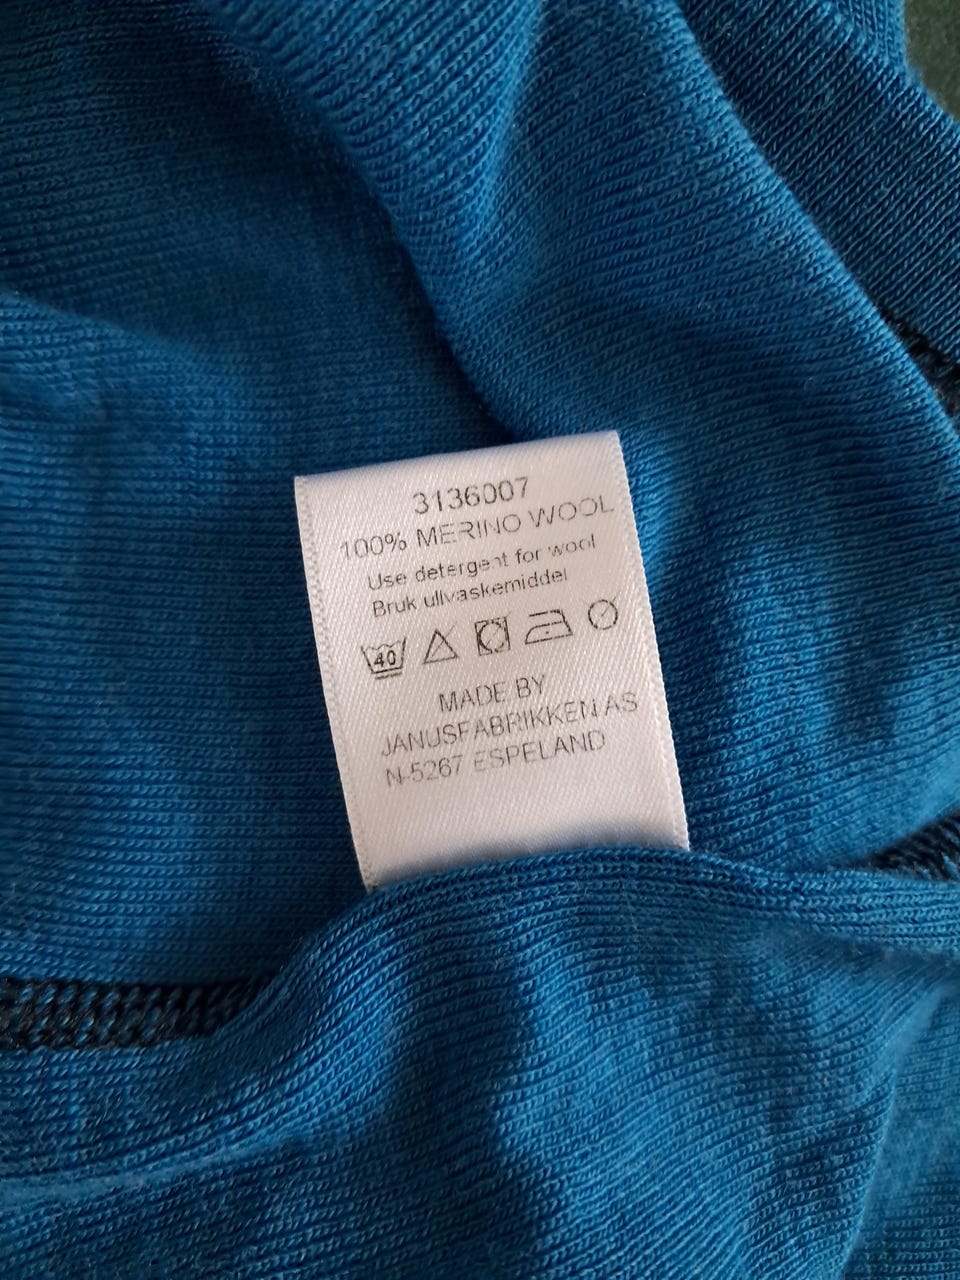 3136007
100% MERINO WOOL
Use detergent for wool
Bruk ullvaskemiddel
40
MADE BY
JANUSFABRIKKEN AS
N-5267 ESPELAND